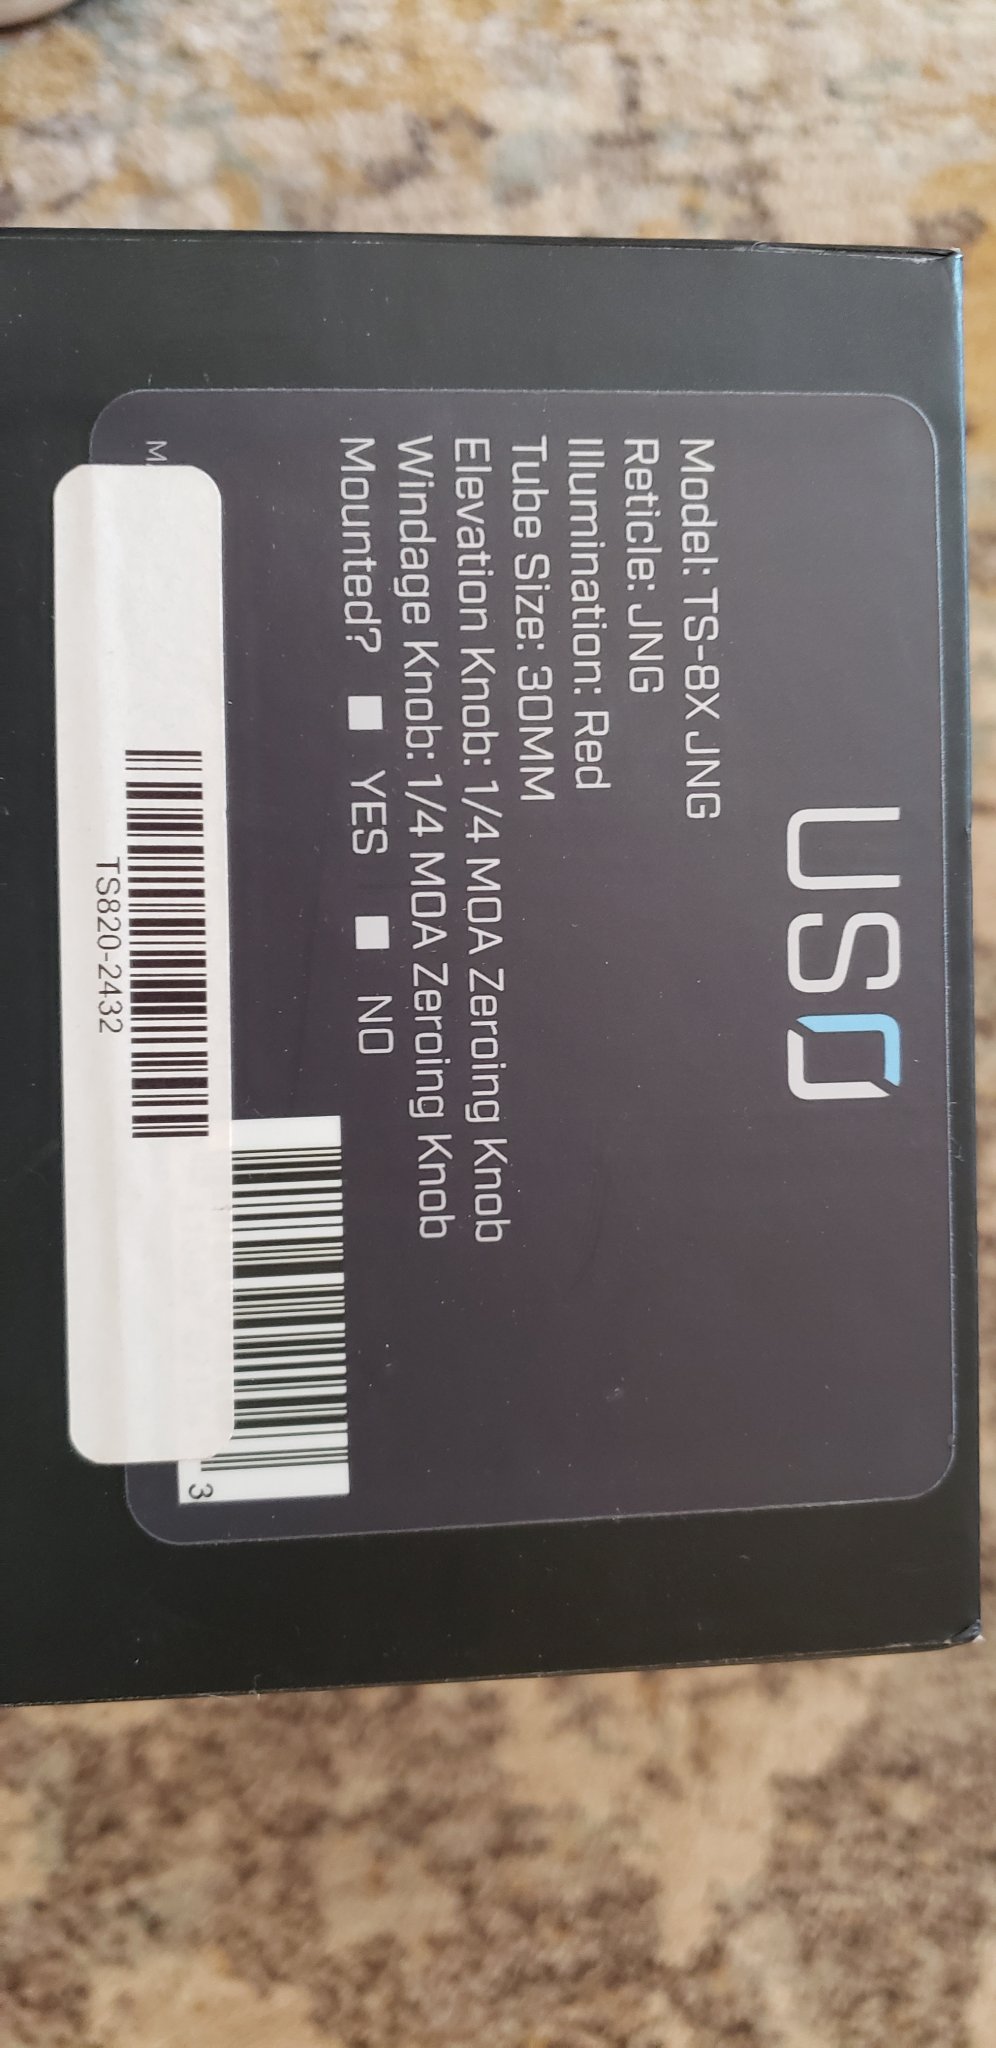 USO
Model: TS-8X JNG
Reticle: JNG
Illumination: Red
Tube Size: 30MM
Elevation Knob: 1/4 MOA Zeroing Knob
Windage Knob: 1/4 MOA Zeroing Knob
Mounted? YES NO
3
TS820-2432